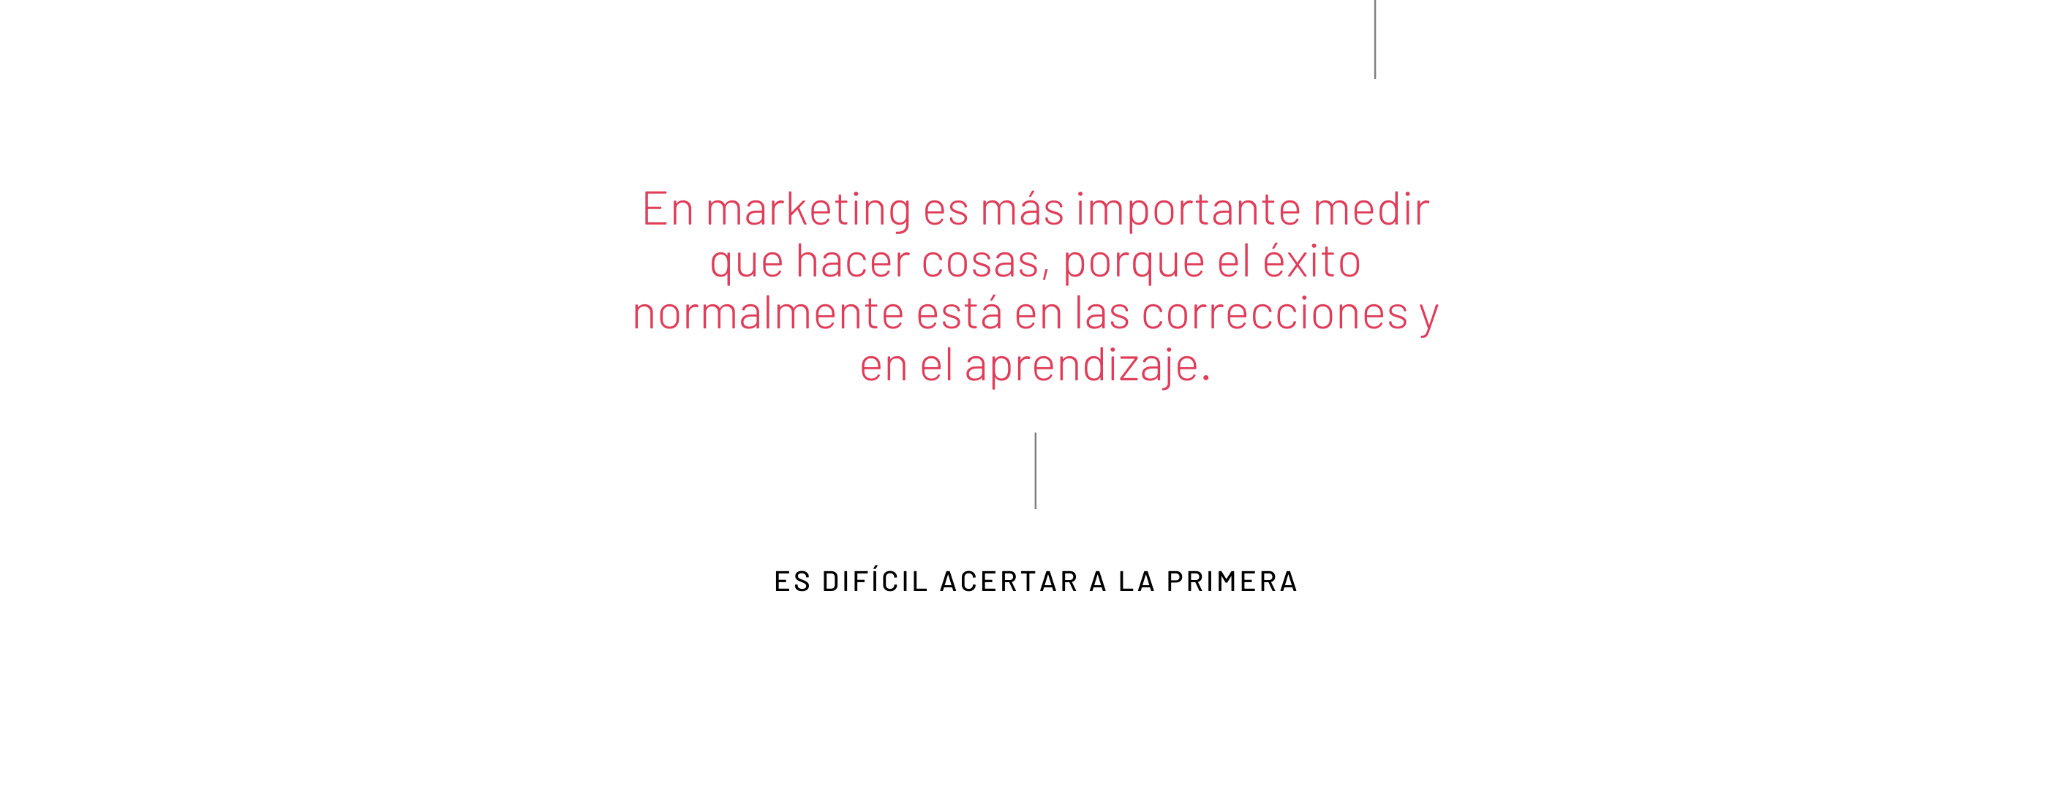 En marketing es más importante medir
que hacer cosas, porque el éxito
normalmente está en las correcciones y
en el aprendizaje.
ES DIFÍCIL ACERTAR A LA PRIMERA